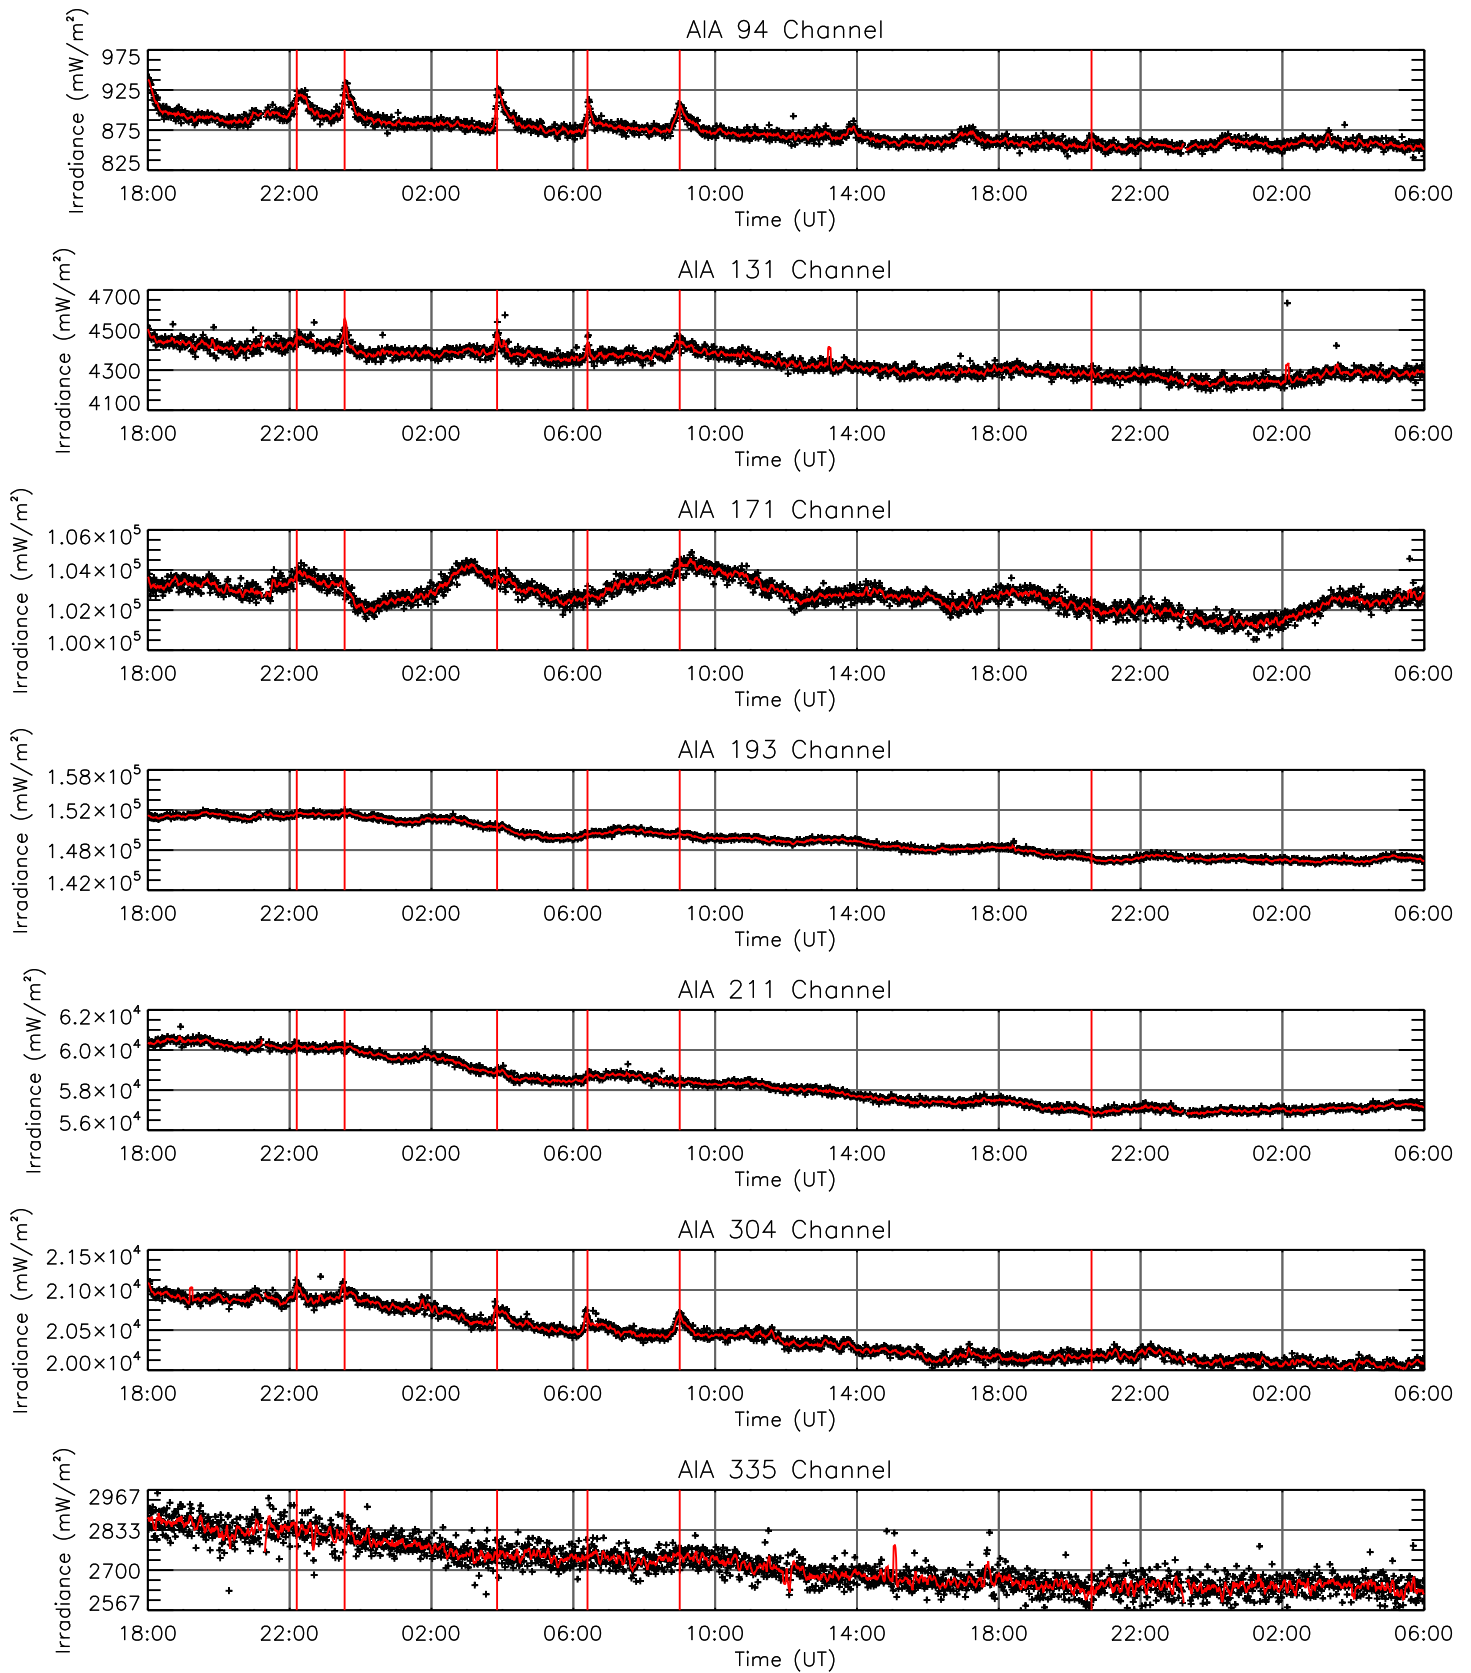 AIA 94 Channel
Irradiance (mW/m²)
975
925
875
825
18:00 22:00 02:00 06:00 10:00 14:00 18:00 22:00 02:00 06:00
Time (UT)
AIA 131 Channel
Irradiance (mW/m²)
4700
4500
4300
4100
18:00 22:00 02:00 06:00 10:00 14:00 18:00 22:00 02:00 06:00
Time (UT)
AIA 171 Channel
Irradiance (mW/m²)
1.06×10⁵
1.04×10⁵
1.02×10⁵
1.00×10⁵
18:00 22:00 02:00 06:00 10:00 14:00 18:00 22:00 02:00 06:00
Time (UT)
AIA 193 Channel
Irradiance (mW/m²)
1.58×10⁵
1.52×10⁵
1.48×10⁵
1.42×10⁵
18:00 22:00 02:00 06:00 10:00 14:00 18:00 22:00 02:00 06:00
Time (UT)
AIA 211 Channel
Irradiance (mW/m²)
6.2×10⁴
6.0×10⁴
5.8×10⁴
5.6×10⁴
18:00 22:00 02:00 06:00 10:00 14:00 18:00 22:00 02:00 06:00
Time (UT)
AIA 304 Channel
Irradiance (mW/m²)
2.15×10⁴
2.10×10⁴
2.05×10⁴
2.00×10⁴
18:00 22:00 02:00 06:00 10:00 14:00 18:00 22:00 02:00 06:00
Time (UT)
AIA 335 Channel
Irradiance (mW/m²)
2967
2833
2700
2567
18:00 22:00 02:00 06:00 10:00 14:00 18:00 22:00 02:00 06:00
Time (UT)